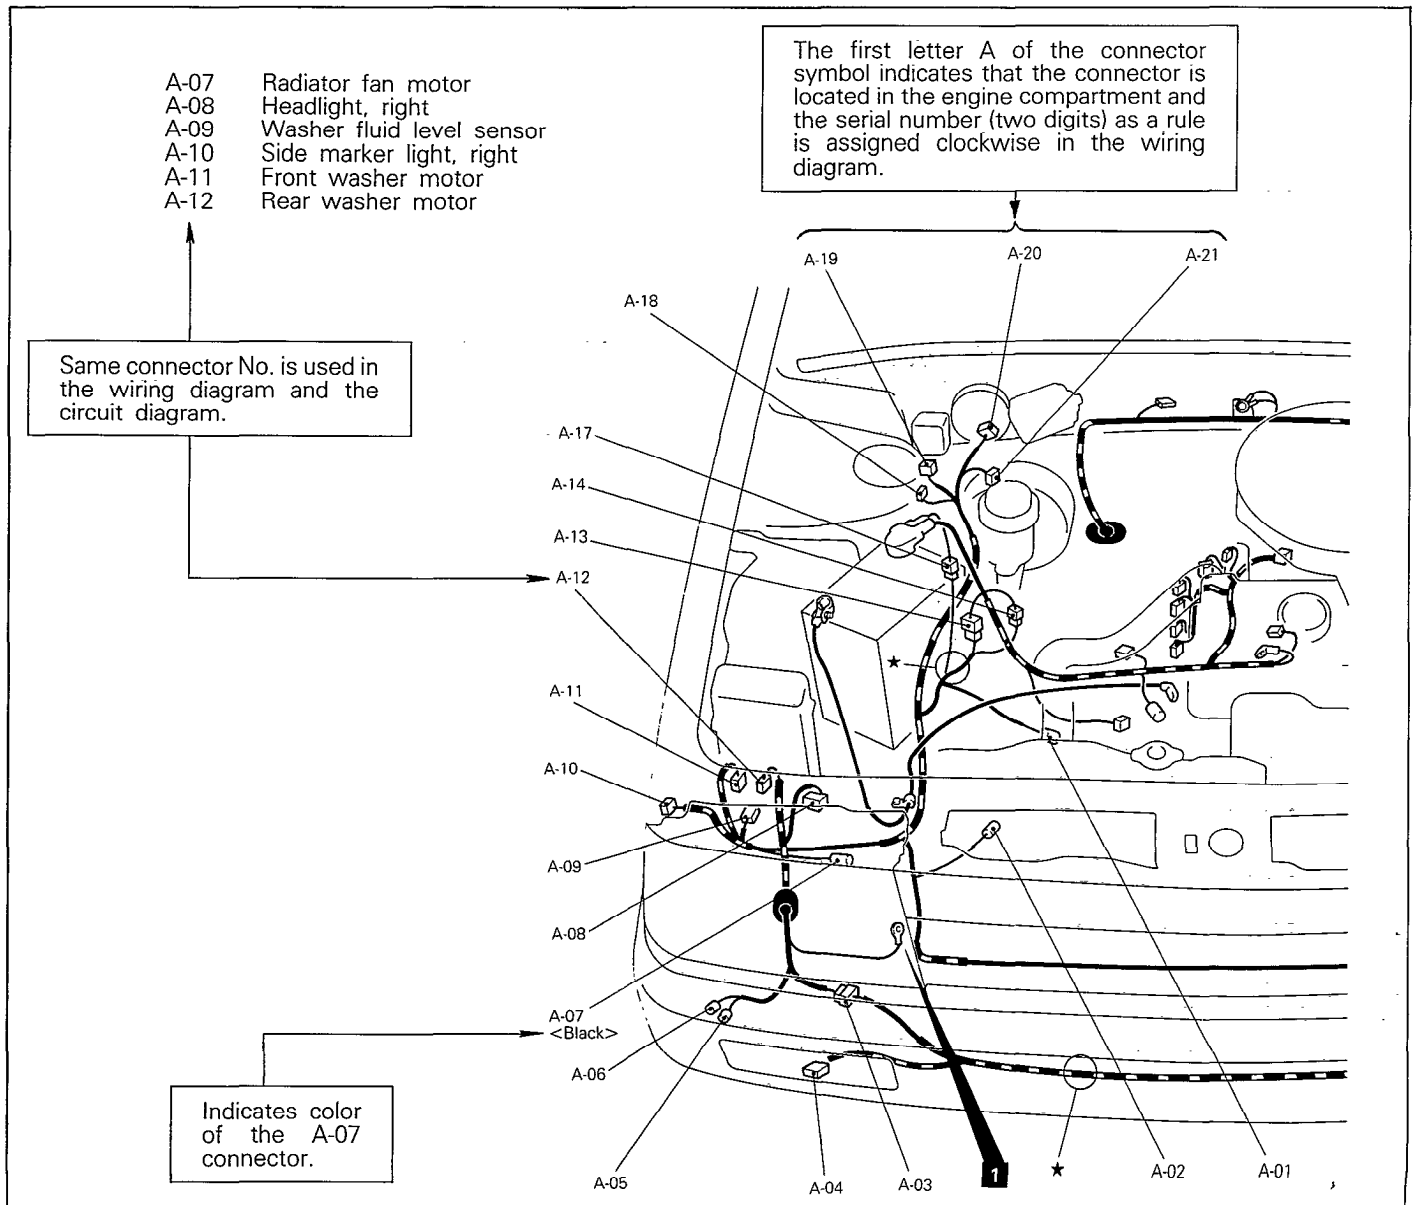 A-07 Radiator fan motor
A-08 Headlight, right
A-09 Washer fluid level sensor
A-10 Side marker light, right
A-11 Front washer motor
A-12 Rear washer motor
The first letter A of the connector
symbol indicates that the connector is
located in the engine compartment and
the serial number (two digits) as a rule
is assigned clockwise in the wiring
diagram.
Same connector No. is used in
the wiring diagram and the
circuit diagram.
A-19
A-20
A-21
A-18
A-17
A-14
A-13
A-12
★
A-11
A-10
A-09
A-08
A-07
<Black>
A-06
Indicates color
of the A-07
connector.
A-05
A-04
A-03
1
★
A-02
A-01